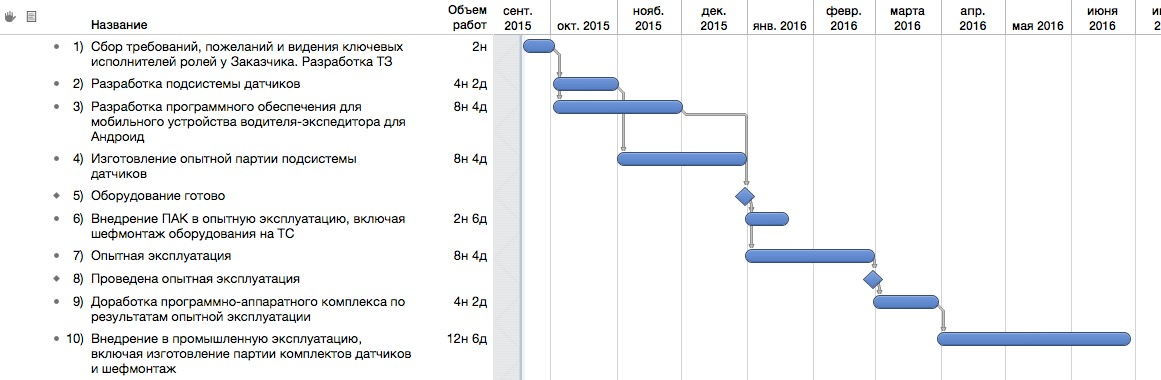 Название
Объем
работ
сент.
2015
окт. 2015
нояб.
2015
дек.
2015
янв. 2016
февр.
2016
марта
2016
апр.
2016
мая 2016
июня
2016
1) Сбор требований, пожеланий и видения ключевых
исполнителей ролей у Заказчика. Разработка ТЗ
2н
2) Разработка подсистемы датчиков
4н 2д
3) Разработка программного обеспечения для
мобильного устройства водителя-экспедитора для
Андроид
8н 4д
4) Изготовление опытной партии подсистемы
датчиков
8н 4д
5) Оборудование готово
6) Внедрение ПАК в опытную эксплуатацию, включая
шефмонтаж оборудования на ТС
2н 6д
7) Опытная эксплуатация
8н 4д
8) Проведена опытная эксплуатация
9) Доработка программно-аппаратного комплекса по
результатам опытной эксплуатации
4н 2д
10) Внедрение в промышленную эксплуатацию,
включая изготовление партии комплектов датчиков
и шефмонтаж
12н 6д